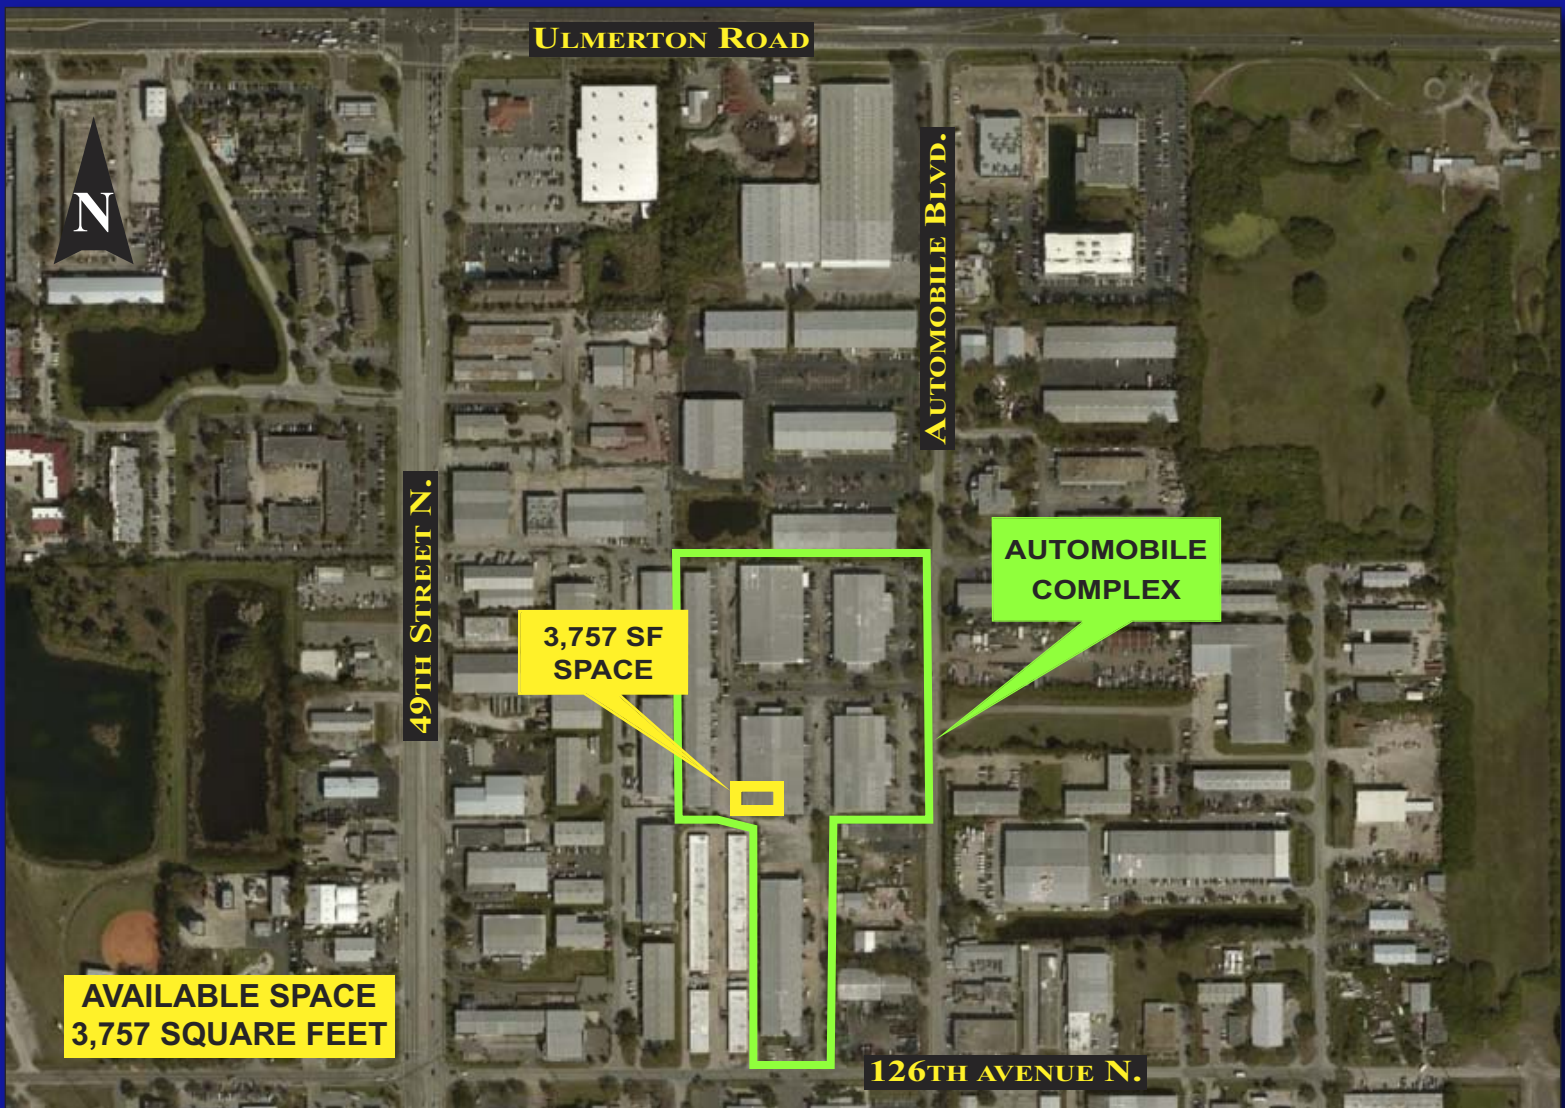 ULMERTON ROAD
N
AUTOMOBILE BLVD.
49TH STREET N.
AUTOMOBILE
COMPLEX
3,757 SF
SPACE
AVAILABLE SPACE
3,757 SQUARE FEET
126TH AVENUE N.